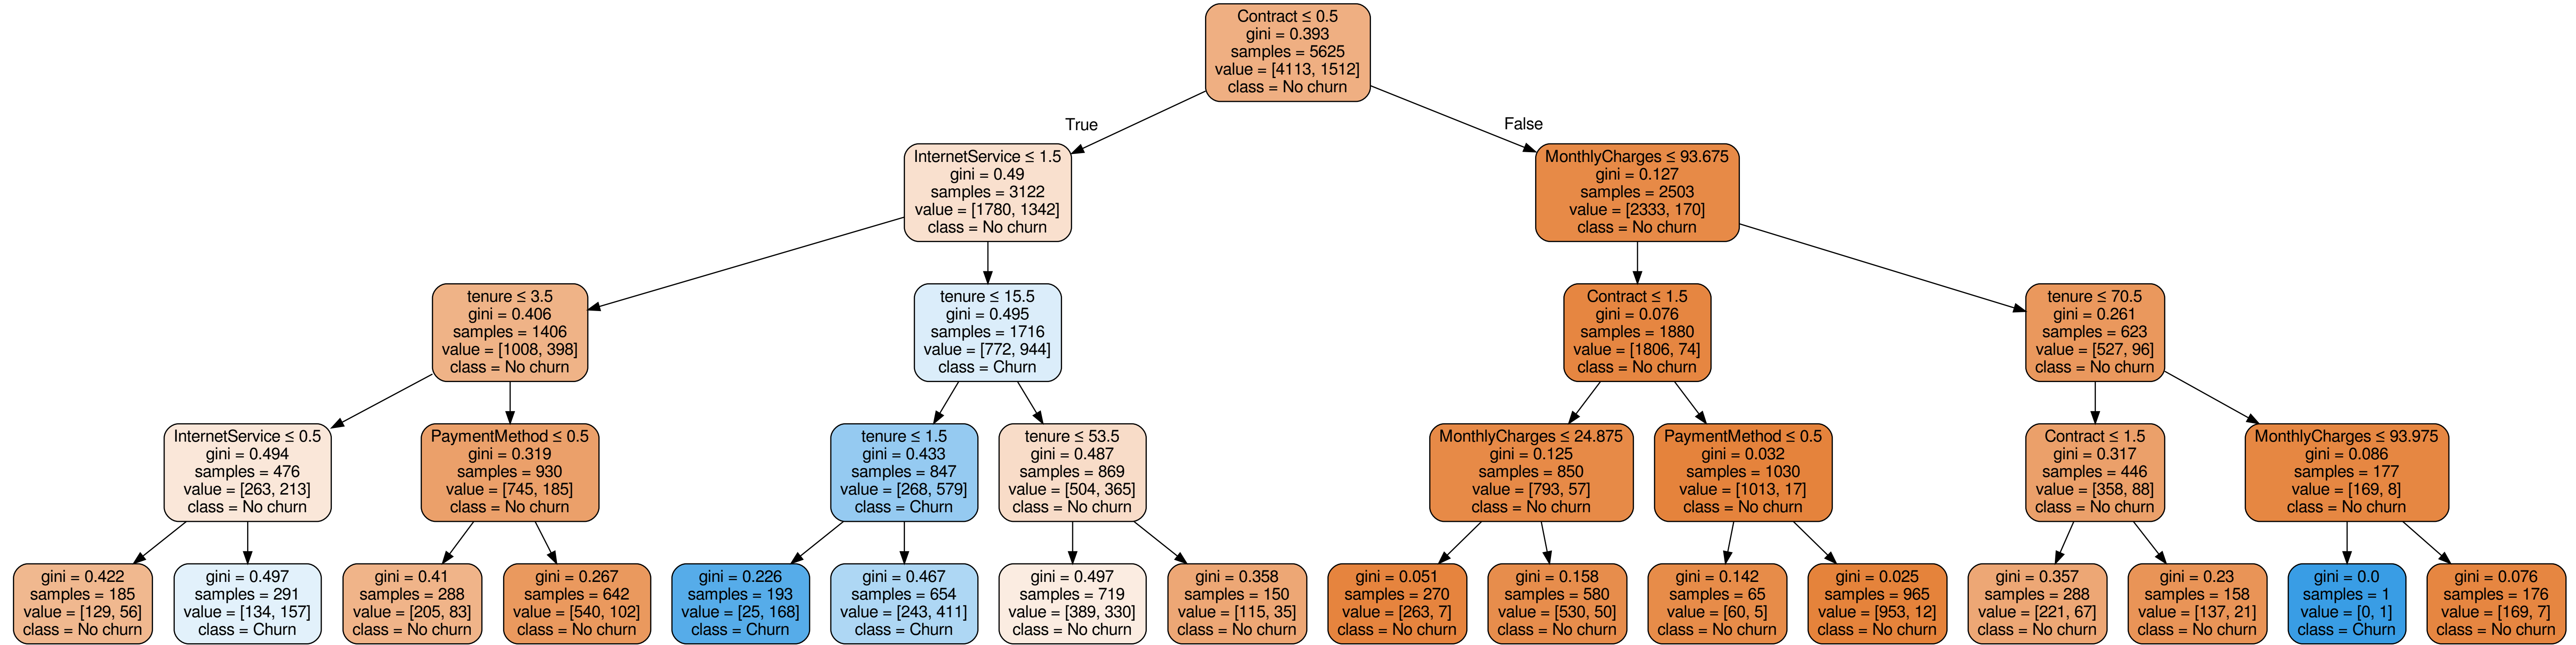 Contract ≤ 0.5
gini = 0.393
samples = 5625
value = [4113, 1512]
class = No churn
True
False
InternetService ≤ 1.5
gini = 0.49
samples = 3122
value = [1780, 1342]
class = No churn
MonthlyCharges ≤ 93.675
gini = 0.127
samples = 2503
value = [2333, 170]
class = No churn
tenure ≤ 3.5
gini = 0.406
samples = 1406
value = [1008, 398]
class = No churn
tenure ≤ 15.5
gini = 0.495
samples = 1716
value = [772, 944]
class = Churn
Contract ≤ 1.5
gini = 0.076
samples = 1880
value = [1806, 74]
class = No churn
tenure ≤ 70.5
gini = 0.261
samples = 623
value = [527, 96]
class = No churn
InternetService ≤ 0.5
gini = 0.494
samples = 476
value = [263, 213]
class = No churn
PaymentMethod ≤ 0.5
gini = 0.319
samples = 930
value = [745, 185]
class = No churn
tenure ≤ 1.5
gini = 0.433
samples = 847
value = [268, 579]
class = Churn
tenure ≤ 53.5
gini = 0.487
samples = 869
value = [504, 365]
class = No churn
MonthlyCharges ≤ 24.875
gini = 0.125
samples = 850
value = [793, 57]
class = No churn
PaymentMethod ≤ 0.5
gini = 0.032
samples = 1030
value = [1013, 17]
class = No churn
Contract ≤ 1.5
gini = 0.317
samples = 446
value = [358, 88]
class = No churn
MonthlyCharges ≤ 93.975
gini = 0.086
samples = 177
value = [169, 8]
class = No churn
gini = 0.422
samples = 185
value = [129, 56]
class = No churn
gini = 0.497
samples = 291
value = [134, 157]
class = Churn
gini = 0.41
samples = 288
value = [205, 83]
class = No churn
gini = 0.267
samples = 642
value = [540, 102]
class = No churn
gini = 0.226
samples = 193
value = [25, 168]
class = Churn
gini = 0.467
samples = 654
value = [243, 411]
class = Churn
gini = 0.497
samples = 719
value = [389, 330]
class = No churn
gini = 0.358
samples = 150
value = [115, 35]
class = No churn
gini = 0.051
samples = 270
value = [263, 7]
class = No churn
gini = 0.158
samples = 580
value = [530, 50]
class = No churn
gini = 0.142
samples = 65
value = [60, 5]
class = No churn
gini = 0.025
samples = 965
value = [953, 12]
class = No churn
gini = 0.357
samples = 288
value = [221, 67]
class = No churn
gini = 0.23
samples = 158
value = [137, 21]
class = No churn
gini = 0.0
samples = 1
value = [0, 1]
class = Churn
gini = 0.076
samples = 176
value = [169, 7]
class = No churn